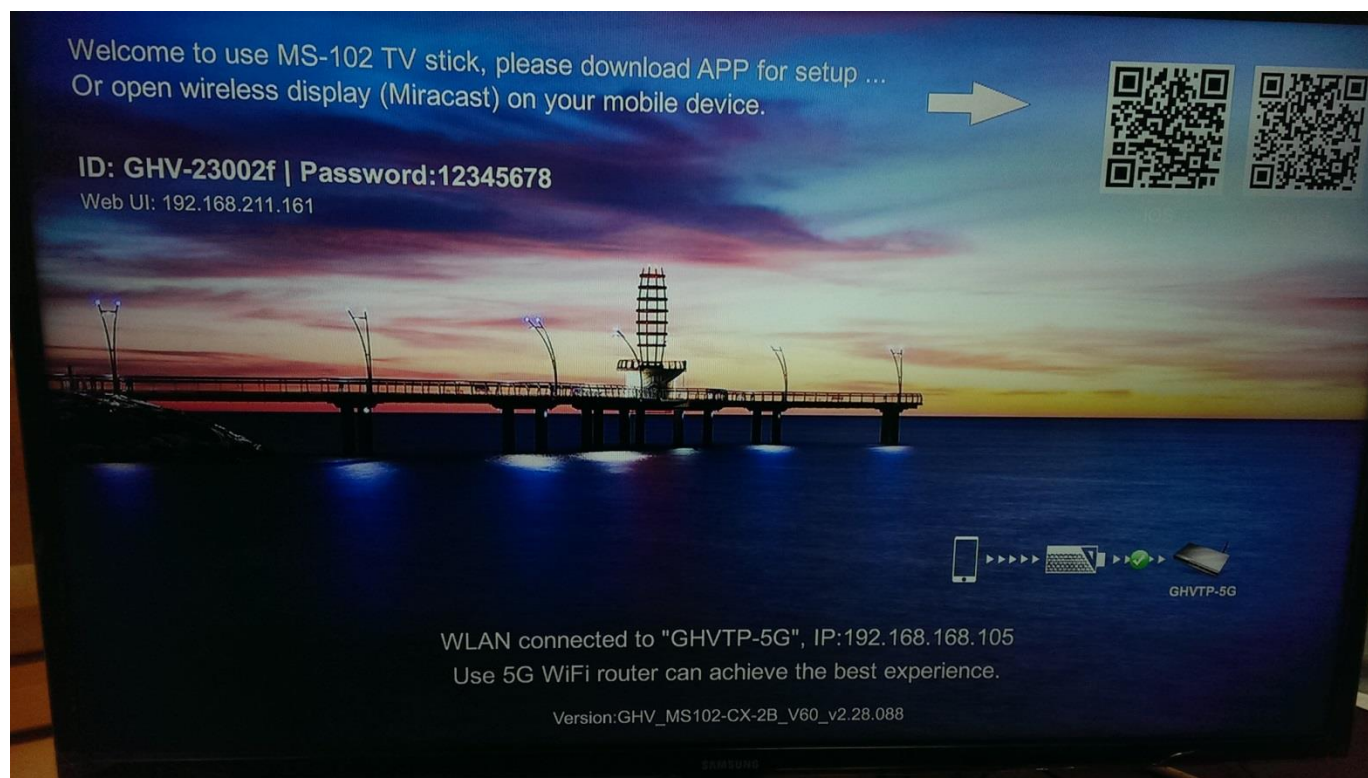 Welcome to use MS-102 TV stick, please download APP for setup ...
Or open wireless display (Miracast) on your mobile device.
ID: GHV-23002f | Password:12345678
Web UI: 192.168.211.161
GHVTP-5G
WLAN connected to "GHVTP-5G", IP:192.168.168.105
Use 5G WiFi router can achieve the best experience.
Version:GHV_MS102-CX-2B_V60_v2.28.088
SAMSUNG